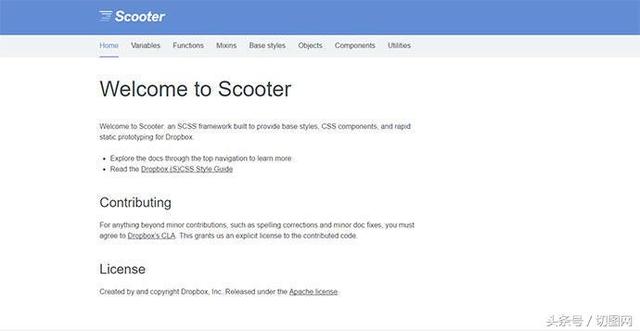 Scooter
Home Variables Functions Mixins Base styles Objects Components Utilities
Welcome to Scooter
Welcome to Scooter: an SCSS framework built to provide base styles, CSS components, and rapid
static prototyping for Dropbox.
• Explore the docs through the top navigation to learn more
• Read the Dropbox (S)CSS Style Guide
Contributing
For anything beyond minor contributions, such as spelling corrections and minor doc fixes, you must
agree to Dropbox's CLA. This grants us an explicit license to the contributed code.
License
Created by and copyright Dropbox, Inc. Released under the Apache license.
头条号 / 切图网